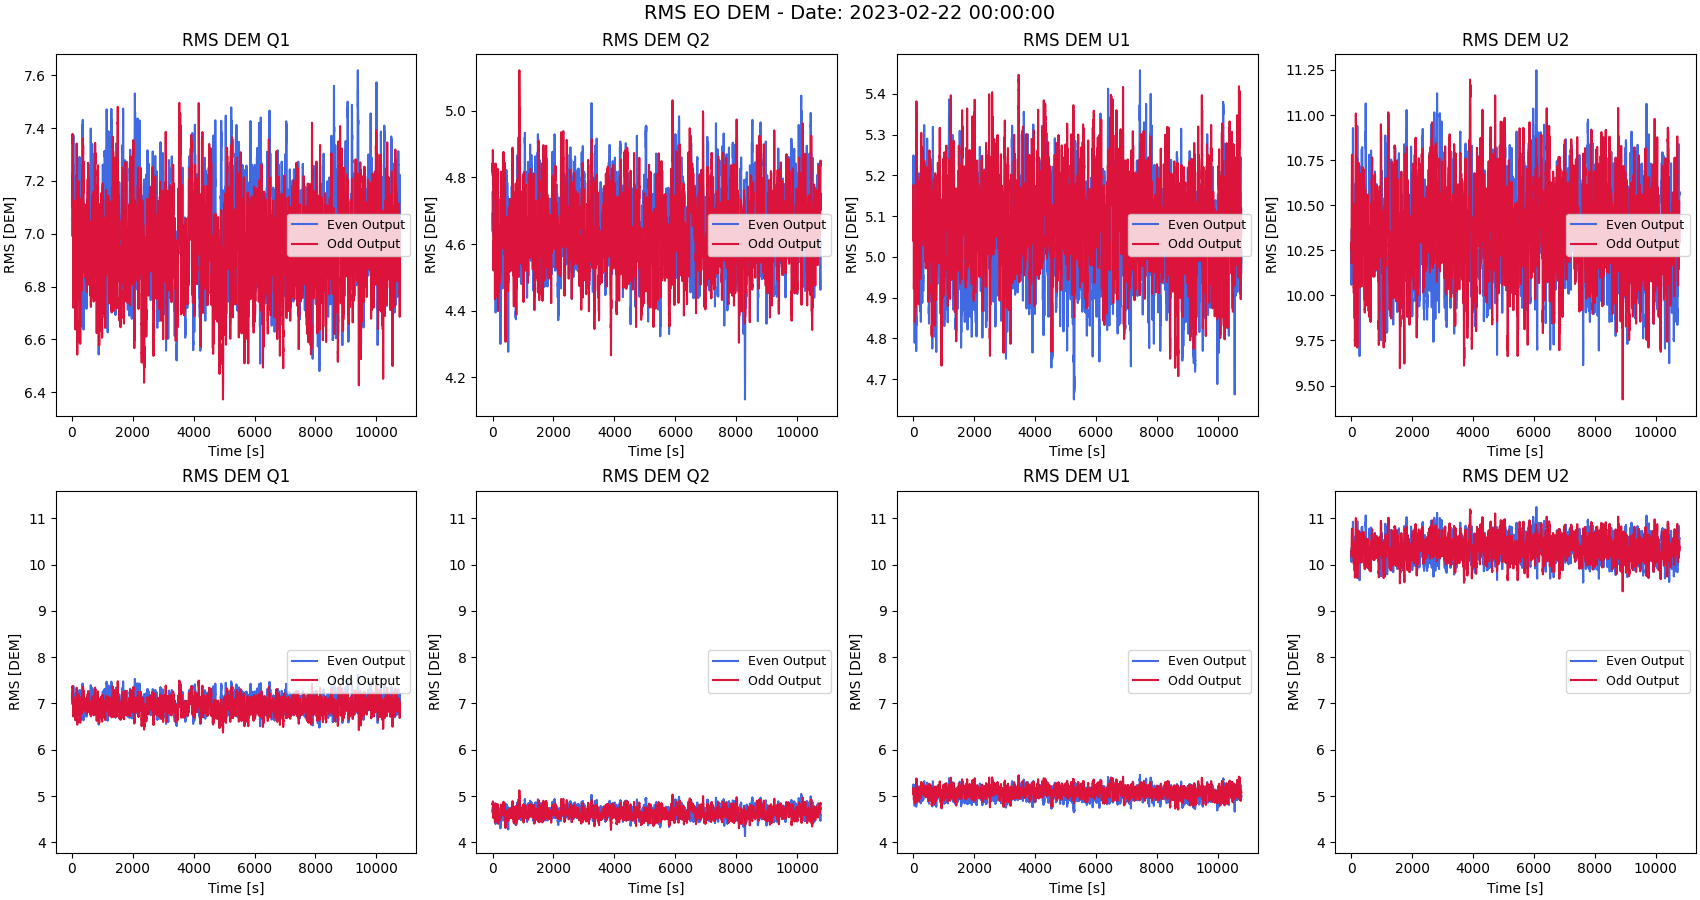 RMS EO DEM - Date: 2023-02-22 00:00:00
RMS DEM Q1
RMS [DEM]
7.6
7.4
7.2
7.0
6.8
6.6
6.4
Even Output
Odd Output
0 2000 4000 6000 8000 10000
Time [s]
RMS DEM Q2
RMS [DEM]
5.0
4.8
4.6
4.4
4.2
Even Output
Odd Output
0 2000 4000 6000 8000 10000
Time [s]
RMS DEM U1
RMS [DEM]
5.4
5.3
5.2
5.1
5.0
4.9
4.8
4.7
Even Output
Odd Output
0 2000 4000 6000 8000 10000
Time [s]
RMS DEM U2
RMS [DEM]
11.25
11.00
10.75
10.50
10.25
10.00
9.75
9.50
Even Output
Odd Output
0 2000 4000 6000 8000 10000
Time [s]
RMS DEM Q1
RMS [DEM]
11
10
9
8
7
6
5
4
Even Output
Odd Output
0 2000 4000 6000 8000 10000
Time [s]
RMS DEM Q2
RMS [DEM]
11
10
9
8
7
6
5
4
Even Output
Odd Output
0 2000 4000 6000 8000 10000
Time [s]
RMS DEM U1
RMS [DEM]
11
10
9
8
7
6
5
4
Even Output
Odd Output
0 2000 4000 6000 8000 10000
Time [s]
RMS DEM U2
RMS [DEM]
11
10
9
8
7
6
5
4
Even Output
Odd Output
0 2000 4000 6000 8000 10000
Time [s]